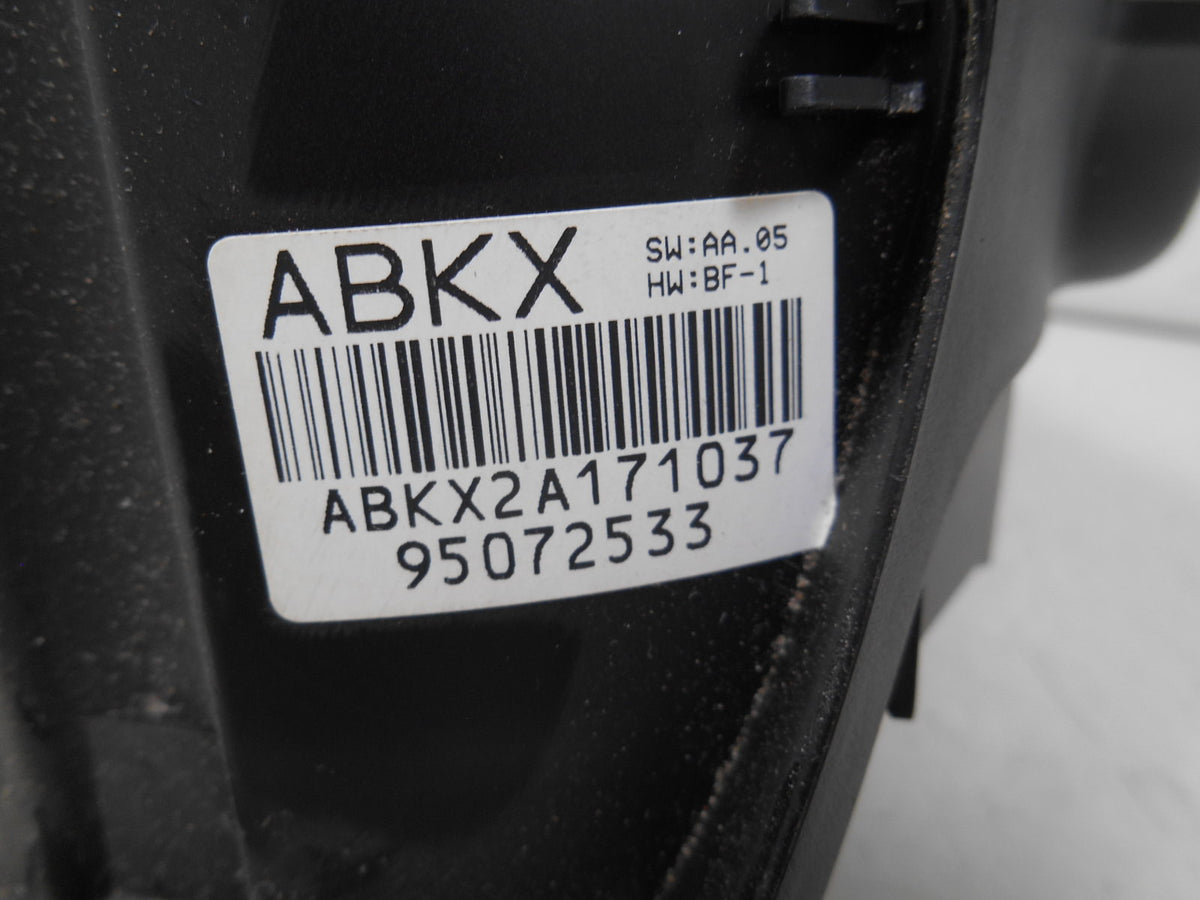 ABKX
SW:AA.05
HW:BF-1
ABKX2A171037
95072533